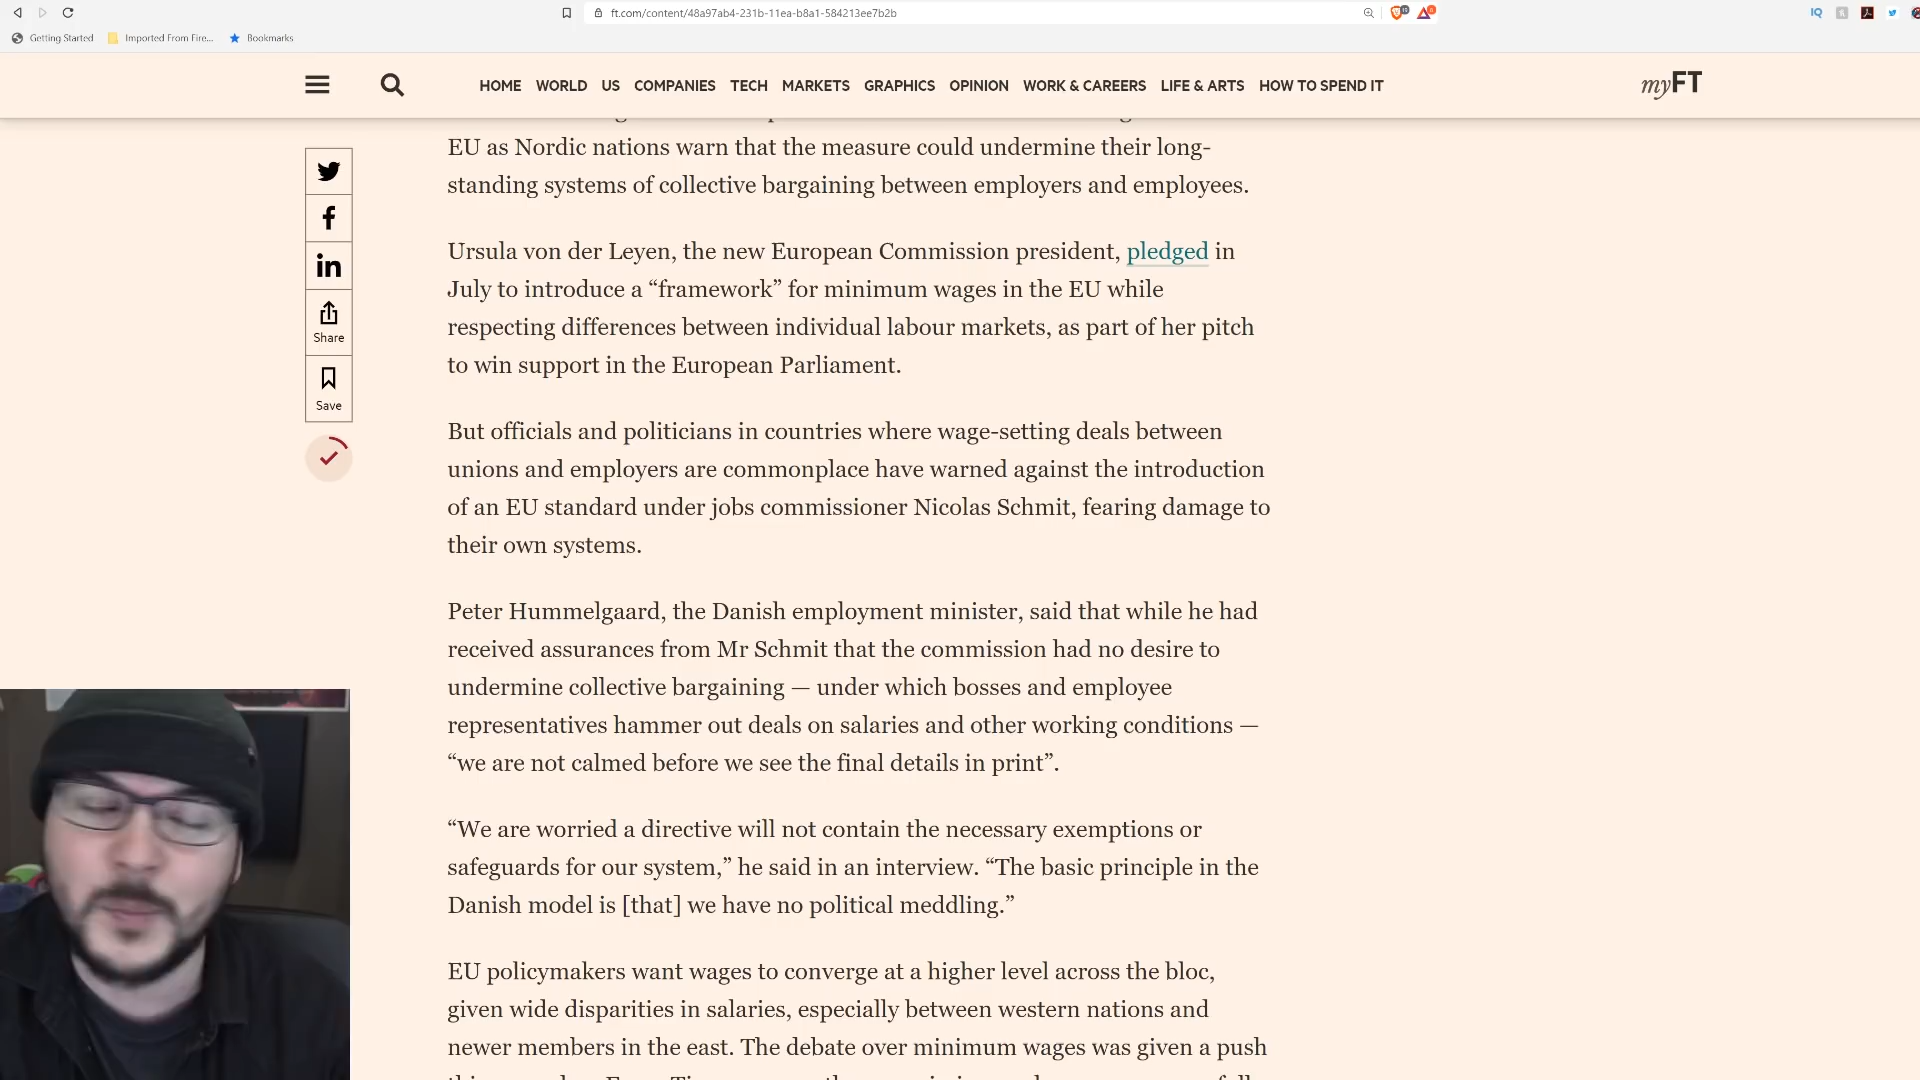 ft.com/content/48a97ab4-231b-11ea-b8a1-584213ee7b2b
IQ
Getting Started
Imported From Fire...
Bookmarks
HOME WORLD US COMPANIES TECH MARKETS GRAPHICS OPINION WORK & CAREERS LIFE & ARTS HOW TO SPEND IT
myFT
EU as Nordic nations warn that the measure could undermine their long-
standing systems of collective bargaining between employers and employees.
Ursula von der Leyen, the new European Commission president, pledged in
July to introduce a “framework” for minimum wages in the EU while
respecting differences between individual labour markets, as part of her pitch
to win support in the European Parliament.
Share
Save
But officials and politicians in countries where wage-setting deals between
unions and employers are commonplace have warned against the introduction
of an EU standard under jobs commissioner Nicolas Schmit, fearing damage to
their own systems.
Peter Hummelgaard, the Danish employment minister, said that while he had
received assurances from Mr Schmit that the commission had no desire to
undermine collective bargaining — under which bosses and employee
representatives hammer out deals on salaries and other working conditions —
“we are not calmed before we see the final details in print”.
“We are worried a directive will not contain the necessary exemptions or
safeguards for our system,” he said in an interview. “The basic principle in the
Danish model is [that] we have no political meddling.”
EU policymakers want wages to converge at a higher level across the bloc,
given wide disparities in salaries, especially between western nations and
newer members in the east. The debate over minimum wages was given a push